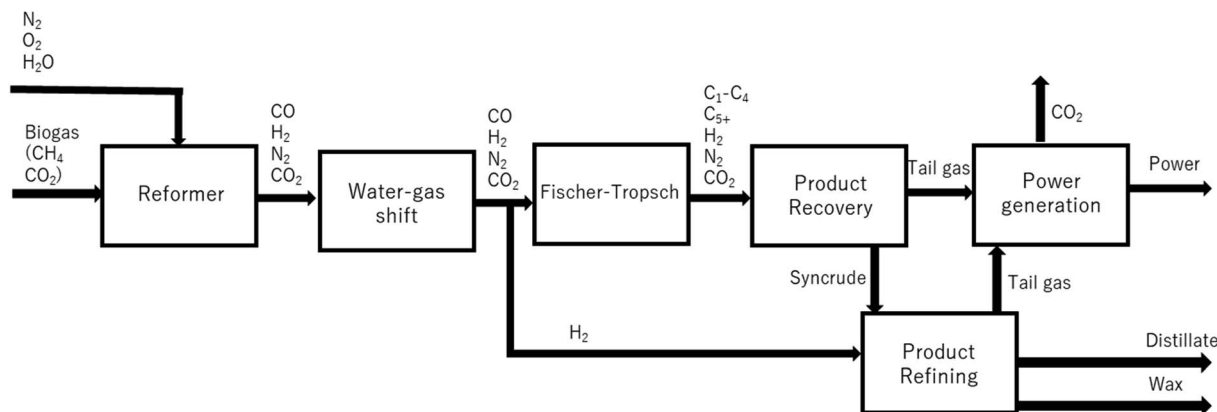 N₂
O₂
H₂O
Biogas
(CH₄
CO₂)
Reformer
CO
H₂
N₂
CO₂
Water-gas
shift
CO
H₂
N₂
CO₂
Fischer-Tropsch
C₁-C₄
C₅₊
H₂
N₂
CO₂
Product
Recovery
Tail gas
CO₂
Power
generation
Power
Syncrude
Tail gas
H₂
Product
Refining
Distillate
Wax